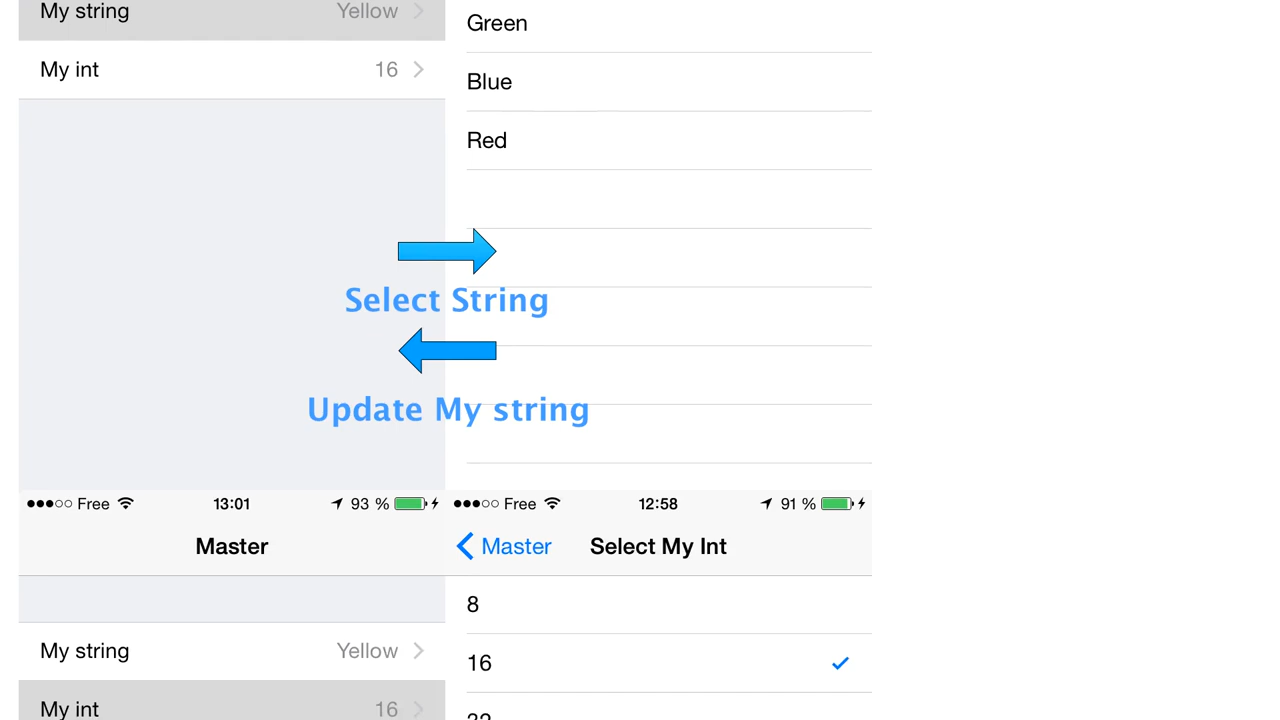 My string Yellow
My int 16
Green
Blue
Red
Select String
Update My string
Free 13:01 93 %
Master
My string Yellow
My int 16
Free 12:58 91 %
Master Select My Int
8
16